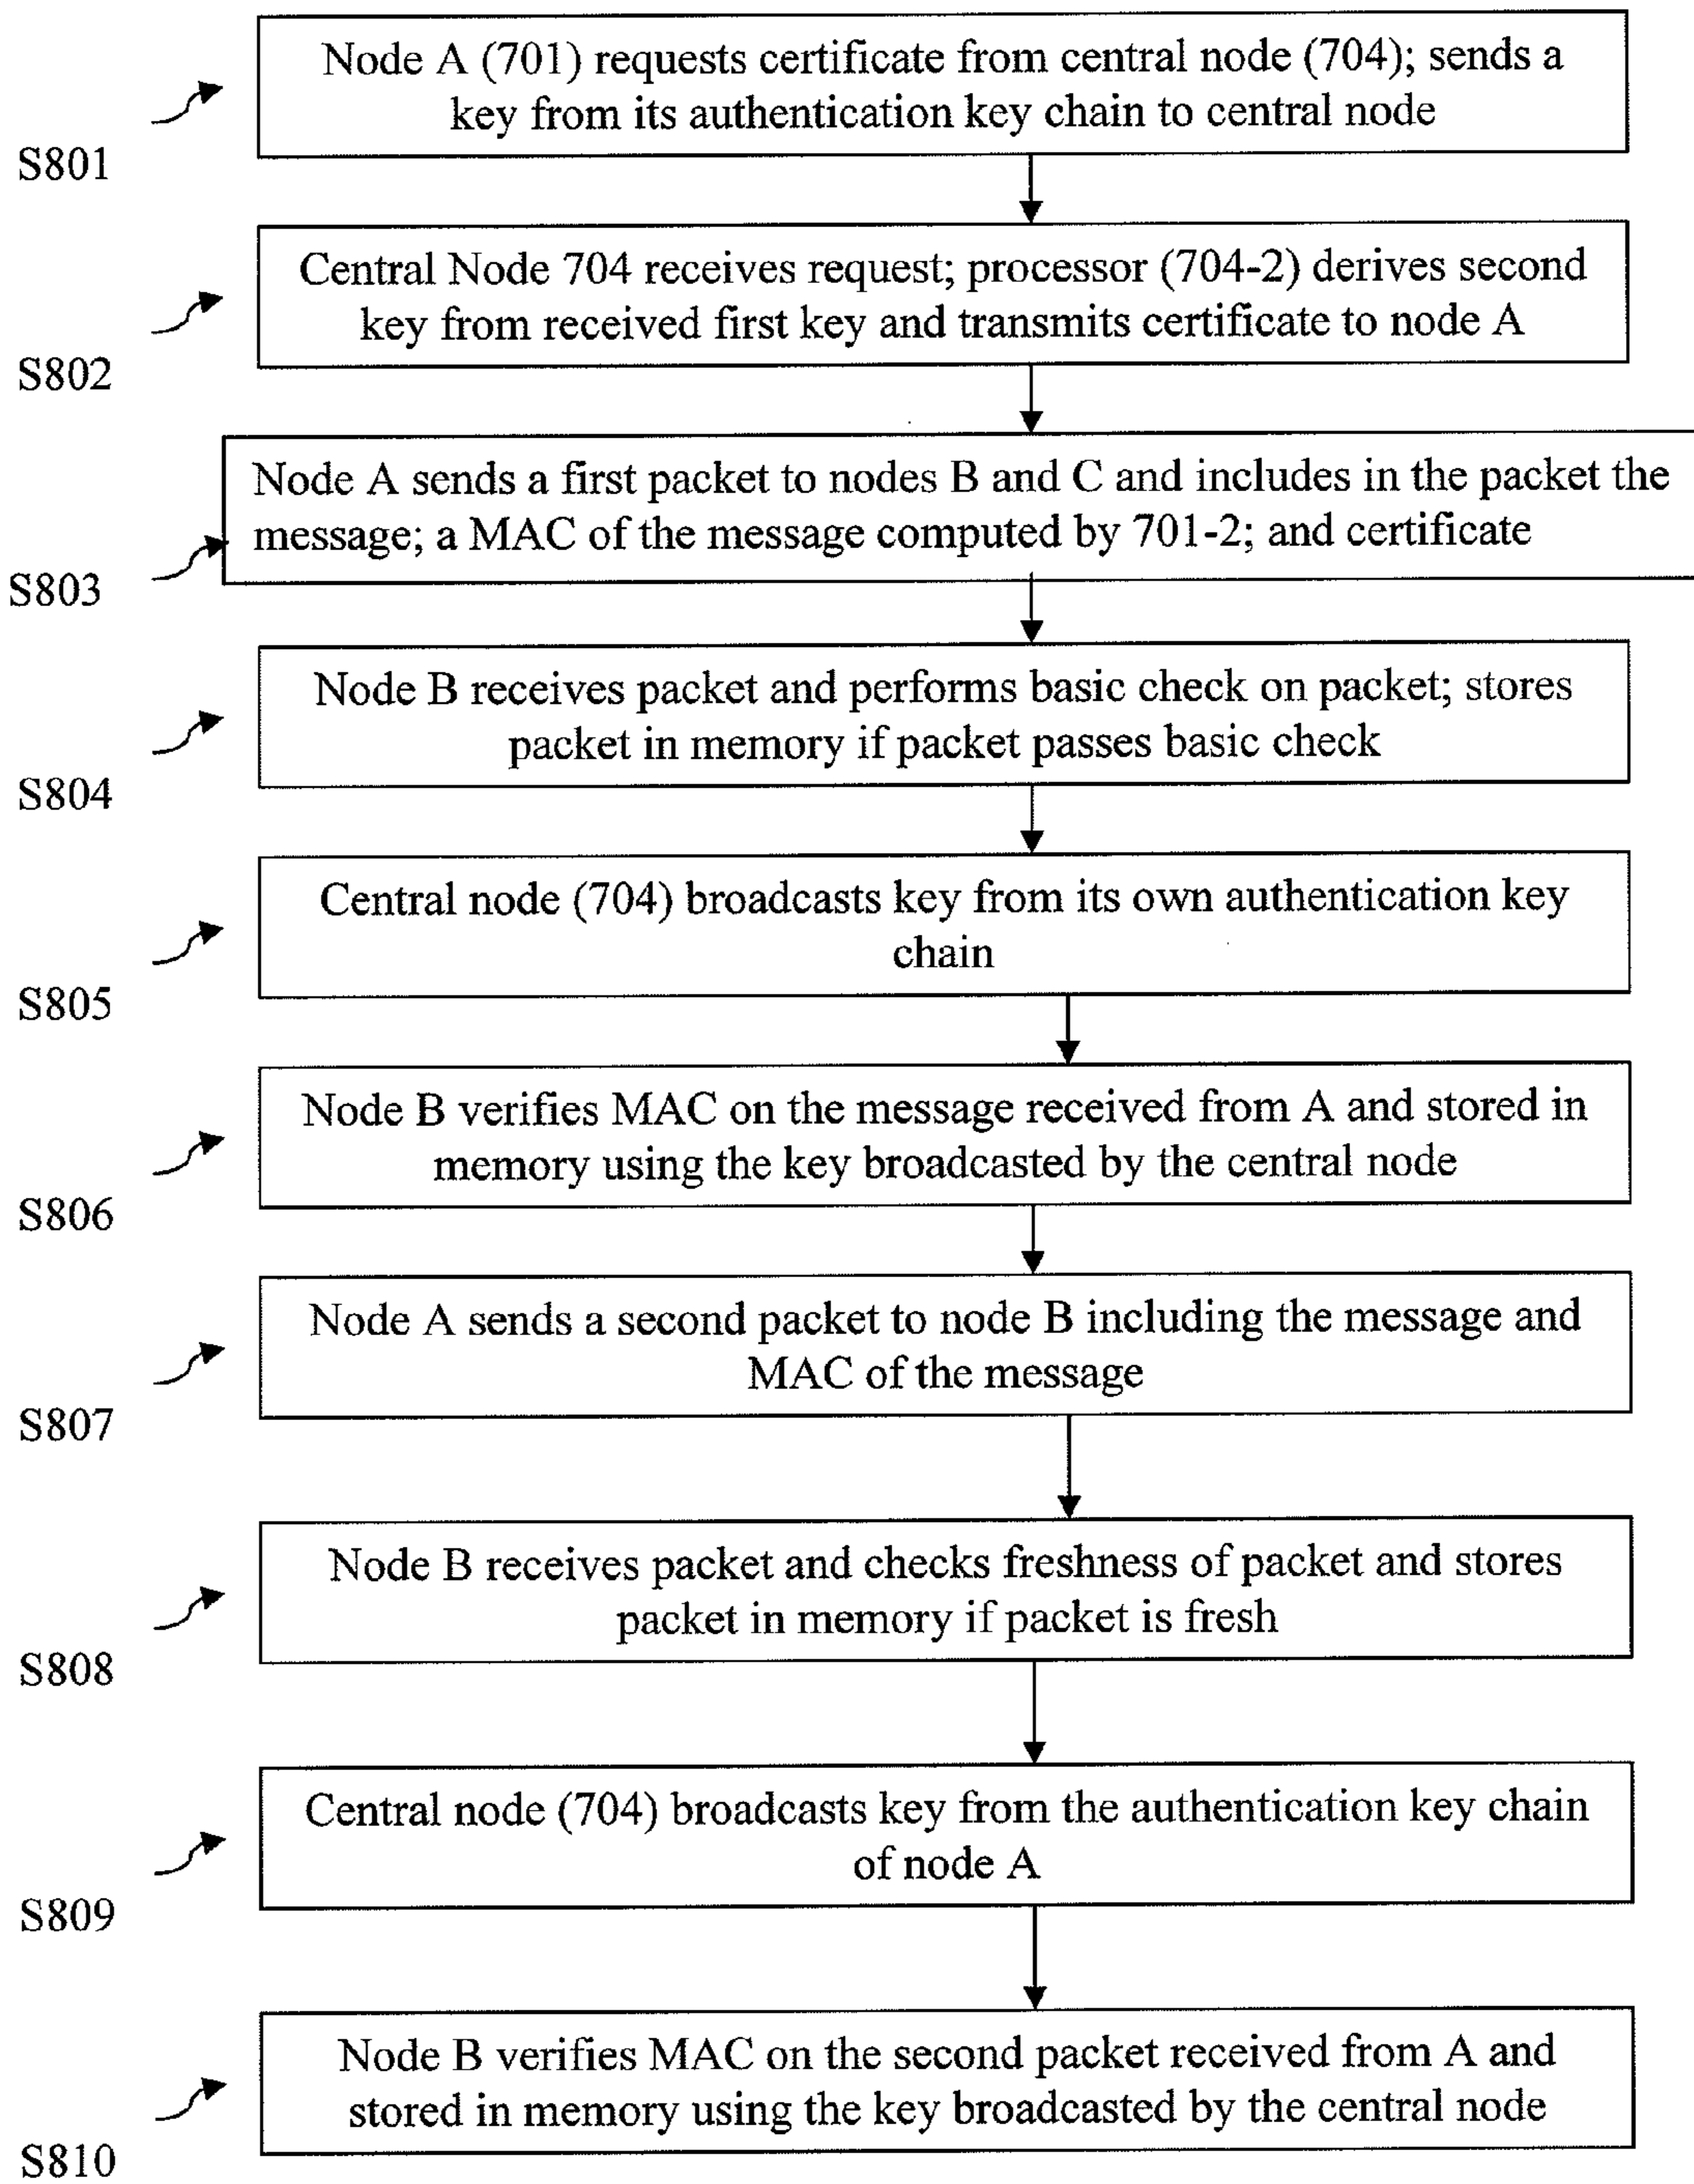 Node A (701) requests certificate from central node (704); sends a
key from its authentication key chain to central node
S801
Central Node 704 receives request; processor (704-2) derives second
key from received first key and transmits certificate to node A
S802
Node A sends a first packet to nodes B and C and includes in the packet the
message; a MAC of the message computed by 701-2; and certificate
S803
Node B receives packet and performs basic check on packet; stores
packet in memory if packet passes basic check
S804
Central node (704) broadcasts key from its own authentication key
chain
S805
Node B verifies MAC on the message received from A and stored in
memory using the key broadcasted by the central node
S806
Node A sends a second packet to node B including the message and
MAC of the message
S807
Node B receives packet and checks freshness of packet and stores
packet in memory if packet is fresh
S808
Central node (704) broadcasts key from the authentication key chain
of node A
S809
Node B verifies MAC on the second packet received from A and
stored in memory using the key broadcasted by the central node
S810